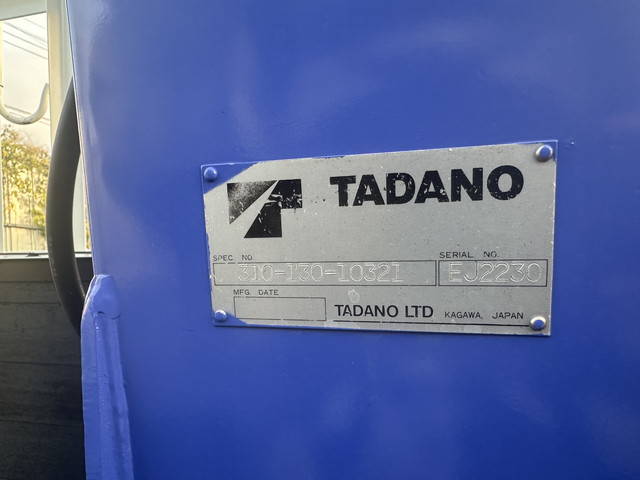 TADANO
SPEC. NO.
SERIAL NO.
310-130-10321
EJ2230
MFG. DATE
TADANO LTD
KAGAWA, JAPAN